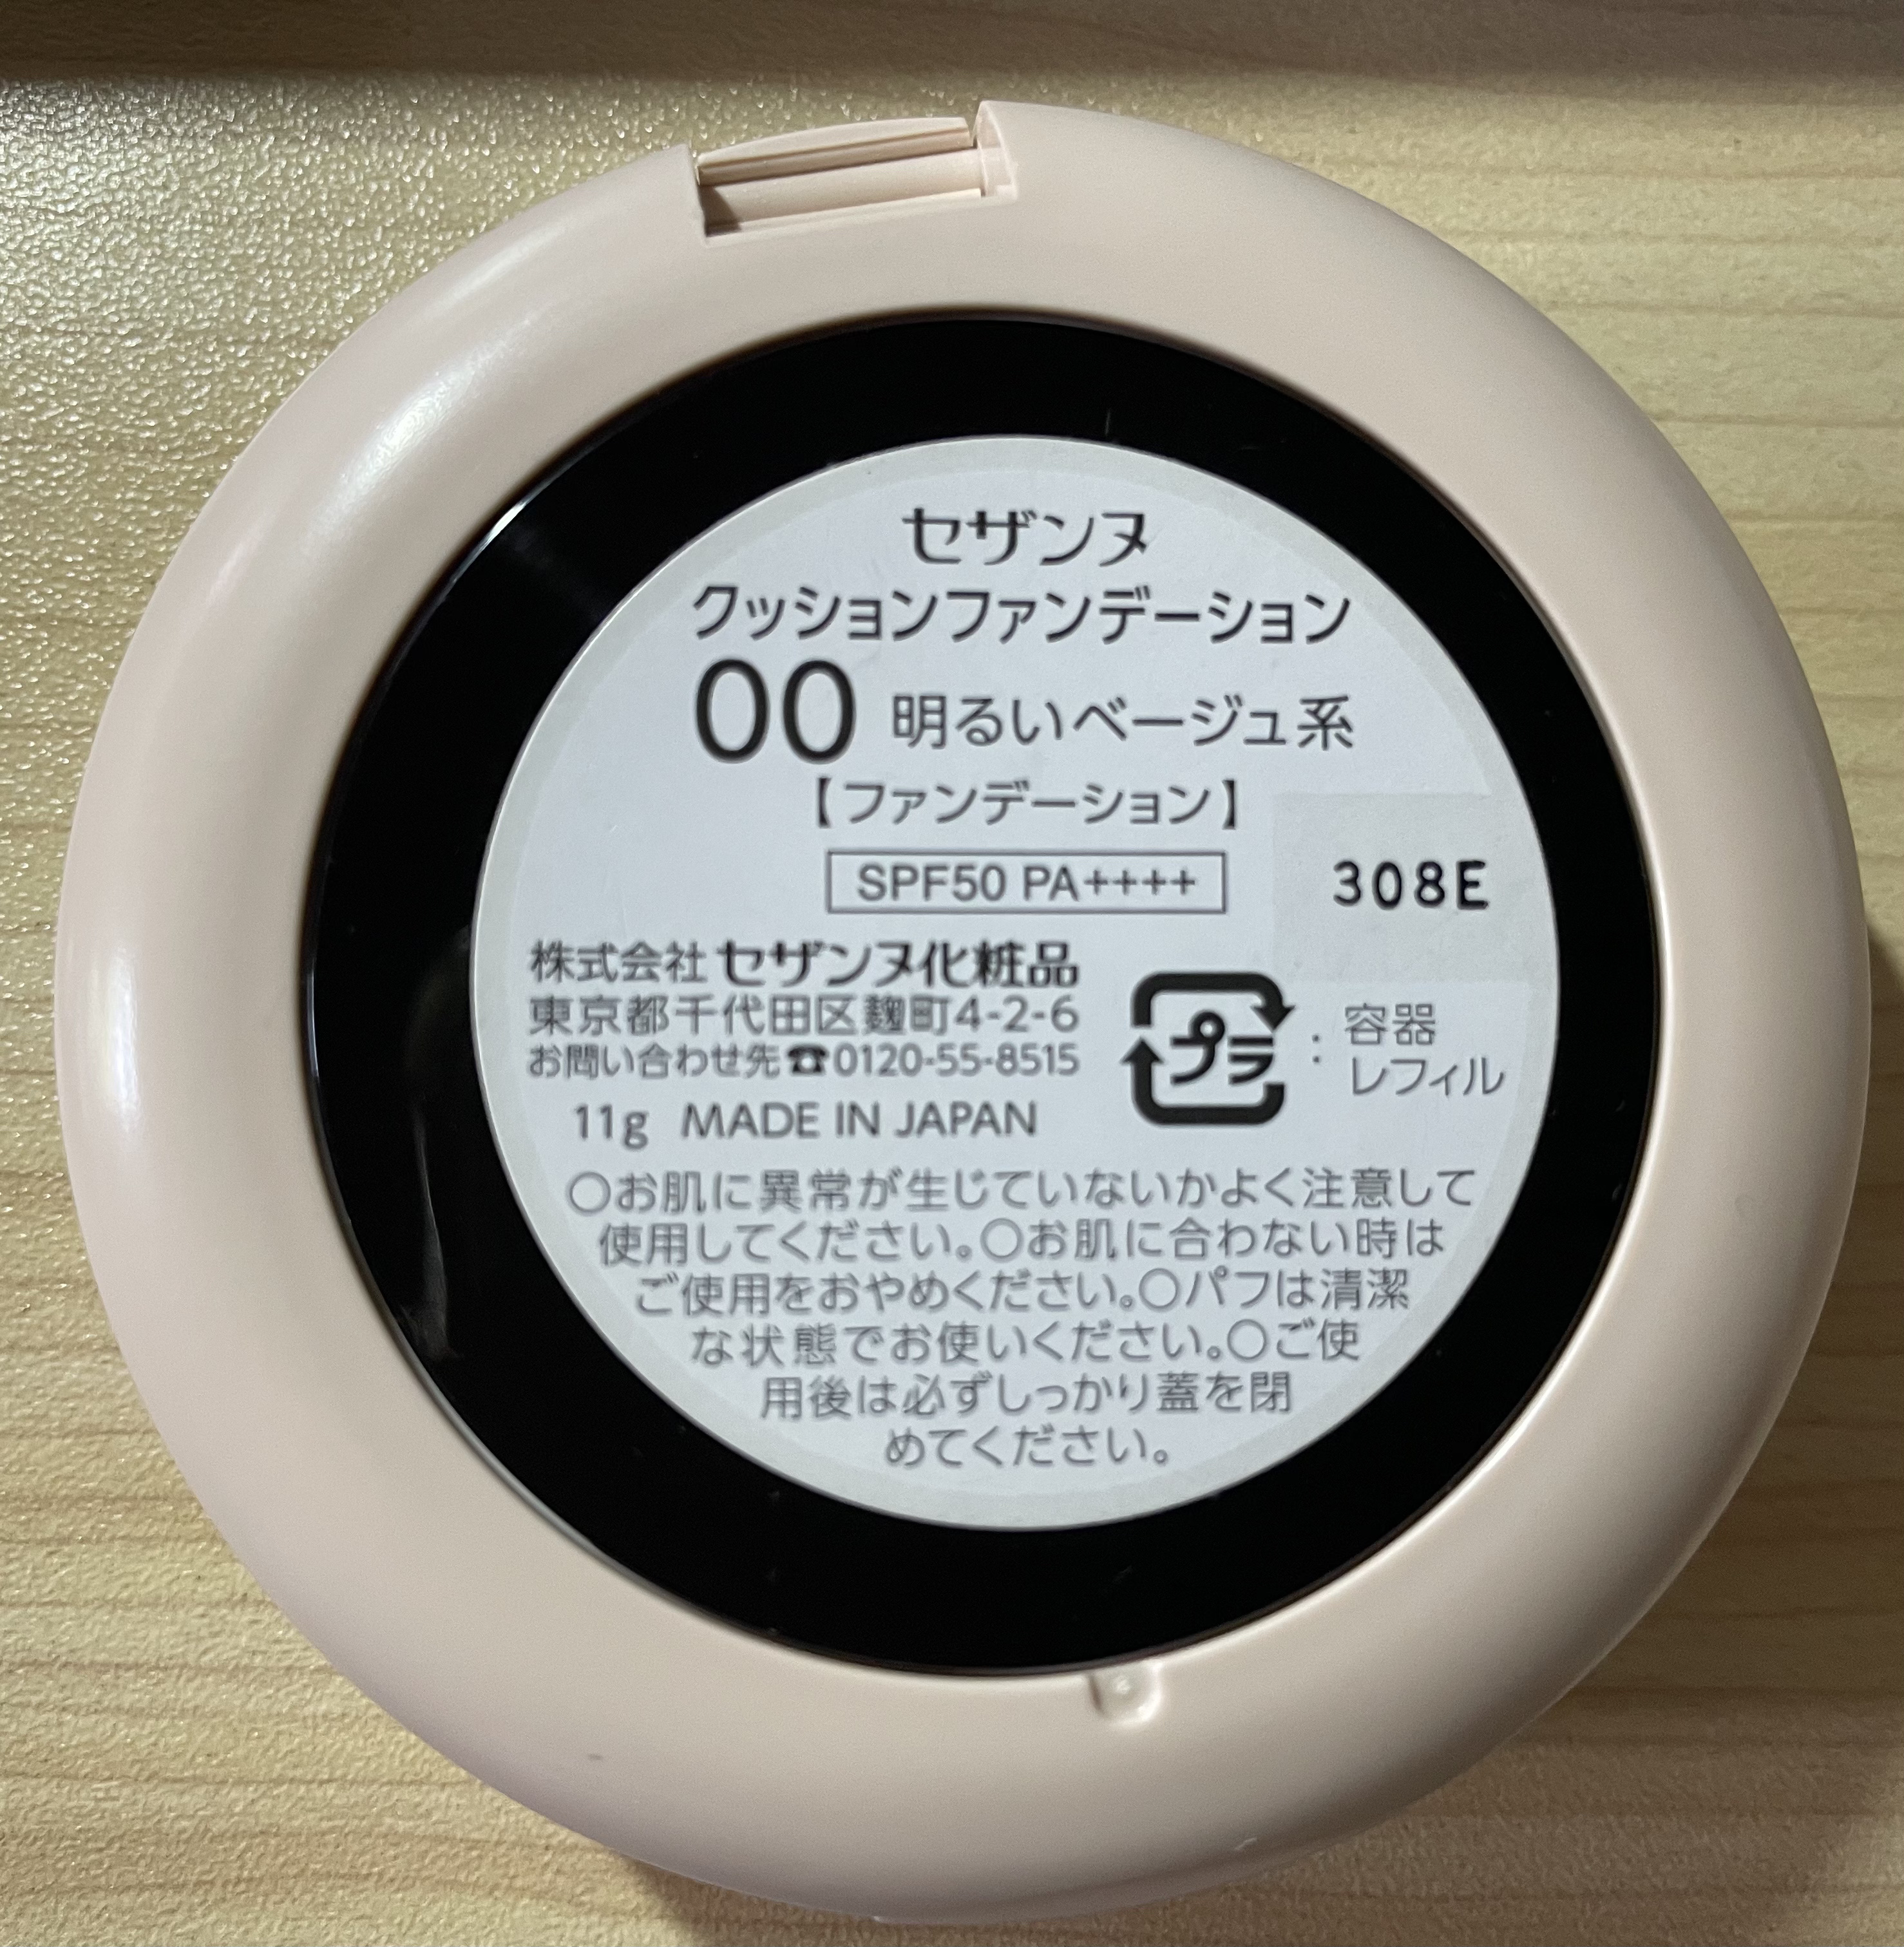 セザンヌ
クッションファンデーション
00 明るいベージュ系
【ファンデーション】
SPF50 PA++++
308E
株式会社 セザンヌ化粧品
東京都千代田区麹町4-2-6
お問い合わせ先☎0120-55-8515
11g MADE IN JAPAN
プラ : 容器
レフィル
○お肌に異常が生じていないかよく注意して
使用してください。○お肌に合わない時は
ご使用をおやめください。○パフは清潔
な状態でお使いください。○ご使
用後は必ずしっかり蓋を閉
めてください。